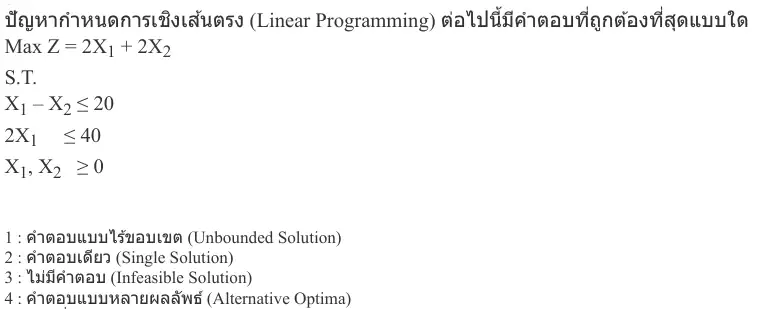 ปัญหากำหนดการเชิงเส้นตรง (Linear Programming) ต่อไปนี้มีคำตอบที่ถูกต้องที่สุดแบบใด
Max Z = 2X₁ + 2X₂
S.T.
X₁ – X₂ ≤ 20
2X₁ ≤ 40
X₁, X₂ ≥ 0
1 : คำตอบแบบไร้ขอบเขต (Unbounded Solution)
2 : คำตอบเดียว (Single Solution)
3 : ไม่มีคำตอบ (Infeasible Solution)
4 : คำตอบแบบหลายผลลัพธ์ (Alternative Optima)